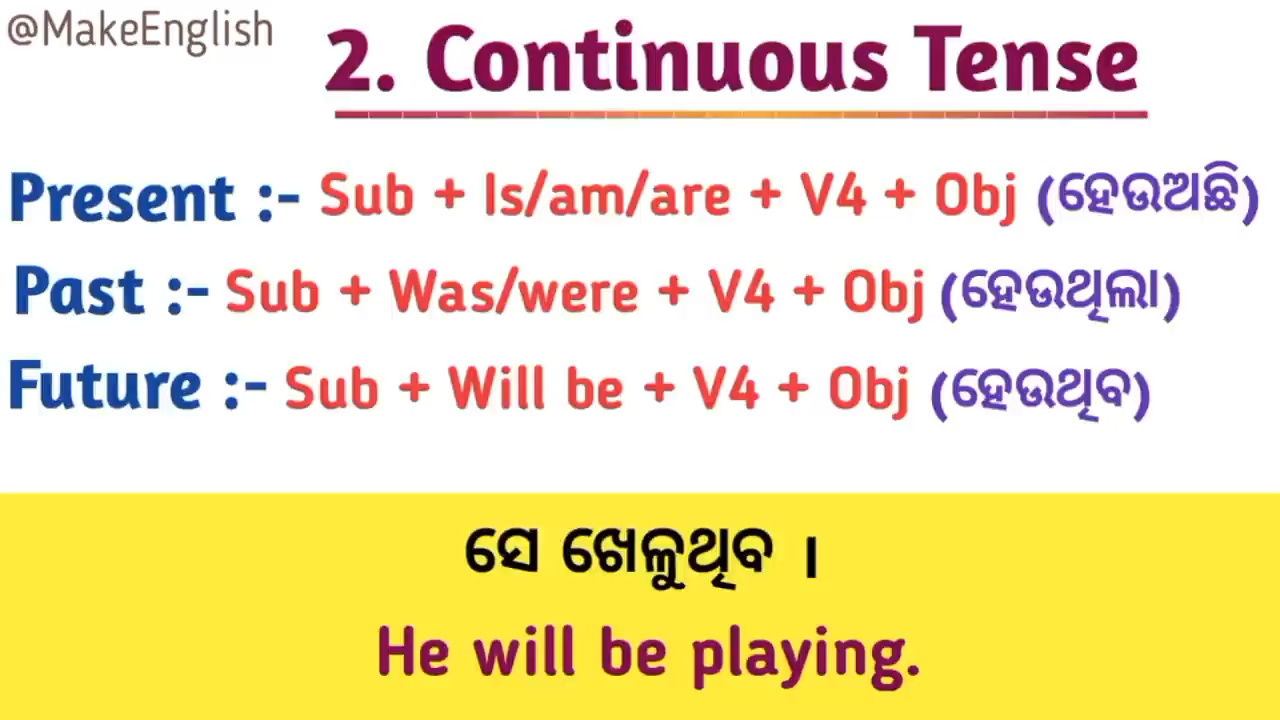 @MakeEnglish
2. Continuous Tense
Present :- Sub + Is/am/are + V4 + Obj (ହେଉଅଛି)
Past :- Sub + Was/were + V4 + Obj (ହେଉଥିଲା)
Future :- Sub + Will be + V4 + Obj (ହେଉଥିବ)
ସେ ଖେଳୁଥିବ ।
He will be playing.